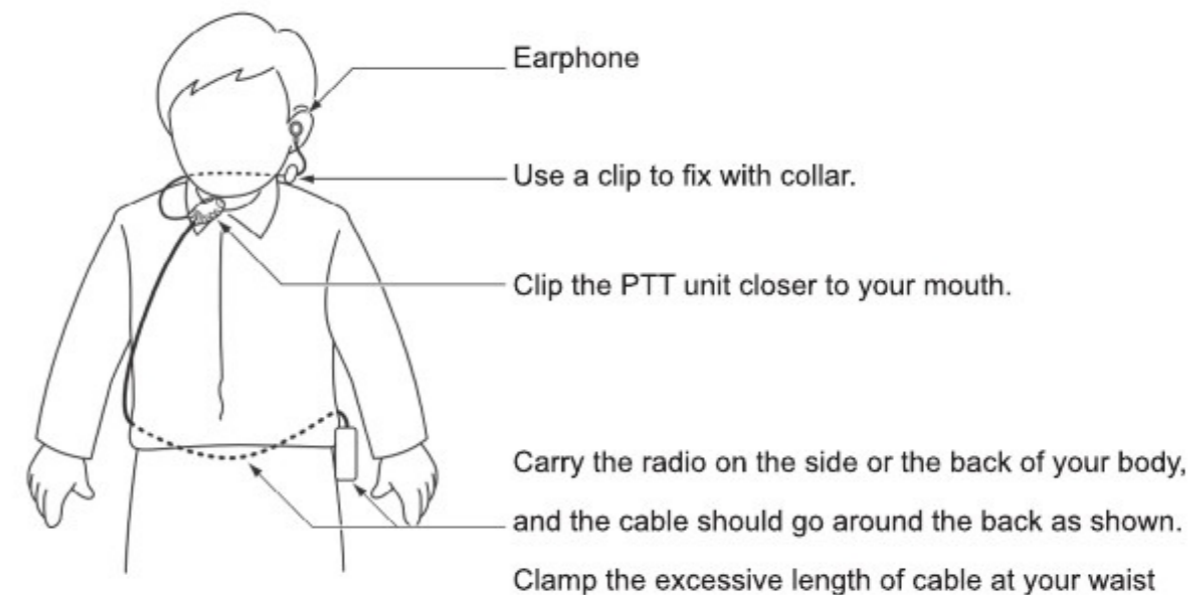 Earphone
Use a clip to fix with collar.
Clip the PTT unit closer to your mouth.
Carry the radio on the side or the back of your body,
and the cable should go around the back as shown.
Clamp the excessive length of cable at your waist